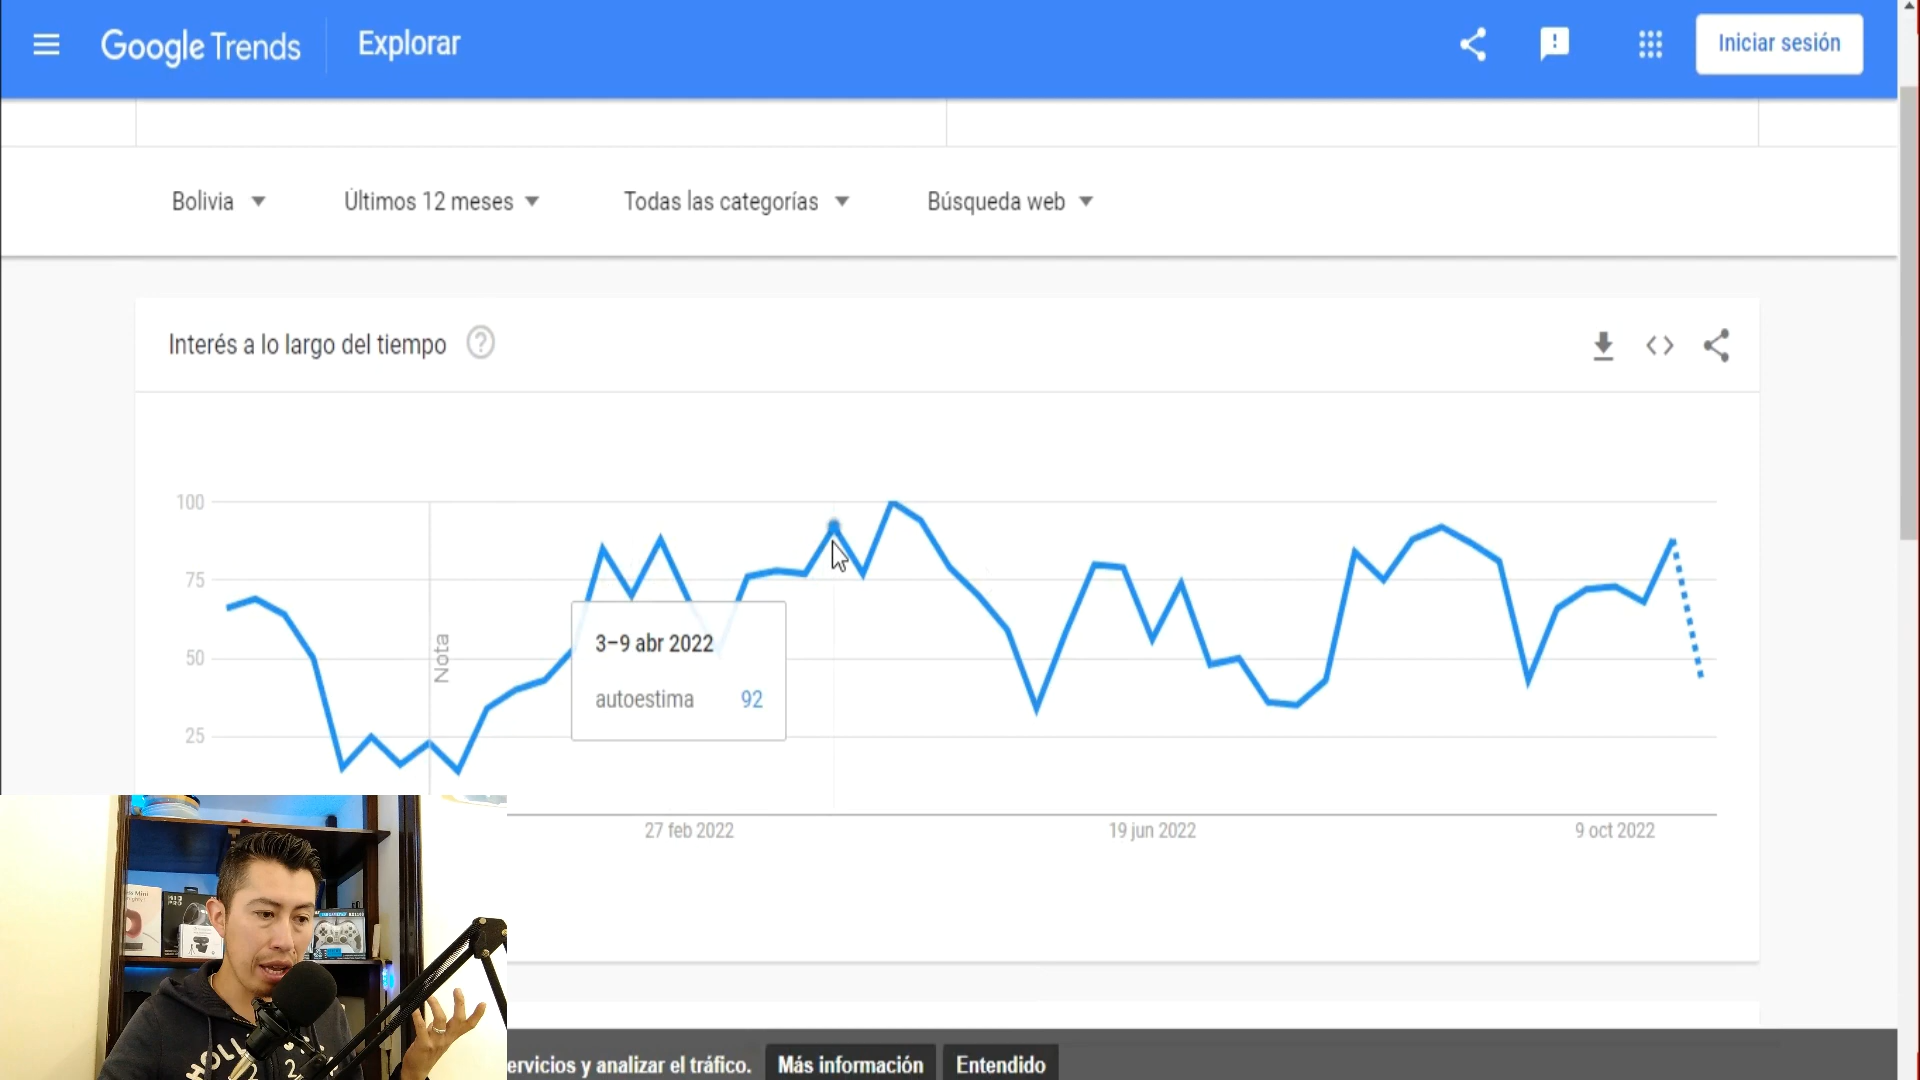 Google Trends
Explorar
Iniciar sesión
Bolivia
Últimos 12 meses
Todas las categorías
Búsqueda web
Interés a lo largo del tiempo
100
75
50
25
Nota
3–9 abr 2022
autoestima 92
27 feb 2022
19 jun 2022
9 oct 2022
ervicios y analizar el tráfico.
Más información
Entendido